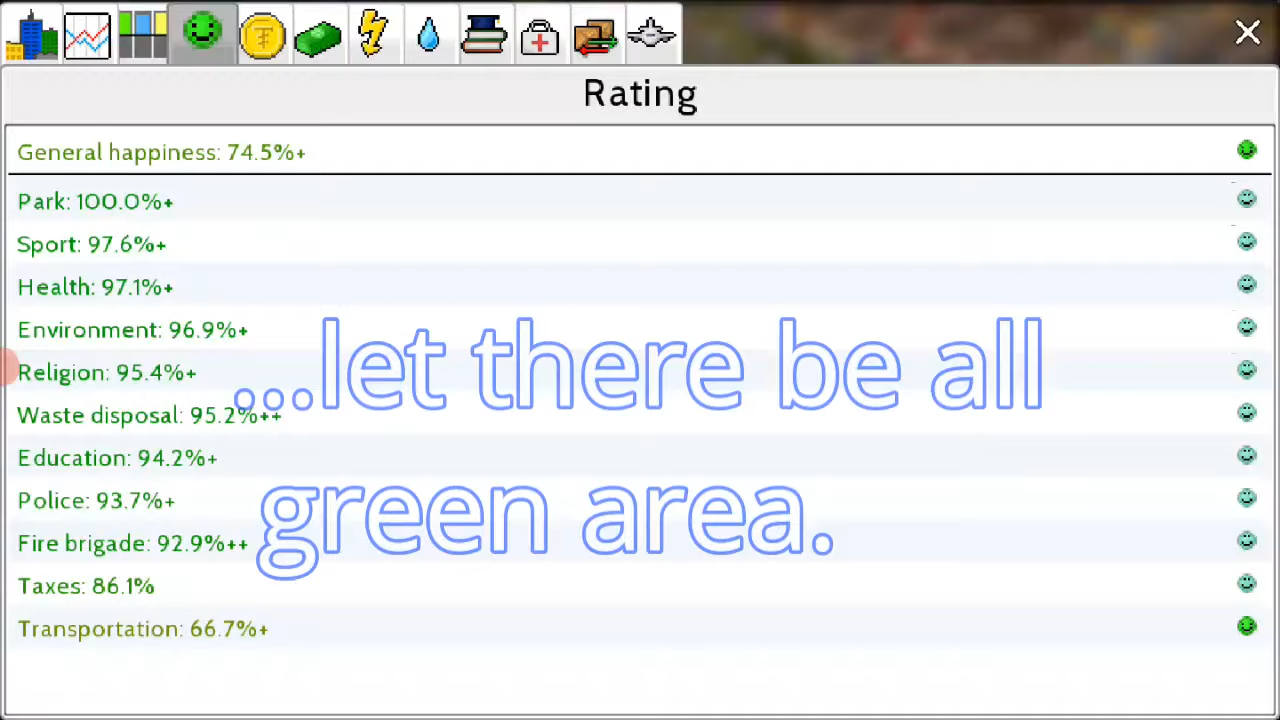 Rating
General happiness: 74.5%+
Park: 100.0%+
Sport: 97.6%+
Health: 97.1%+
Environment: 96.9%+
Religion: 95.4%+
Waste disposal: 95.2%++
Education: 94.2%+
Police: 93.7%+
Fire brigade: 92.9%++
Taxes: 86.1%
Transportation: 66.7%+
...let there be all
green area.